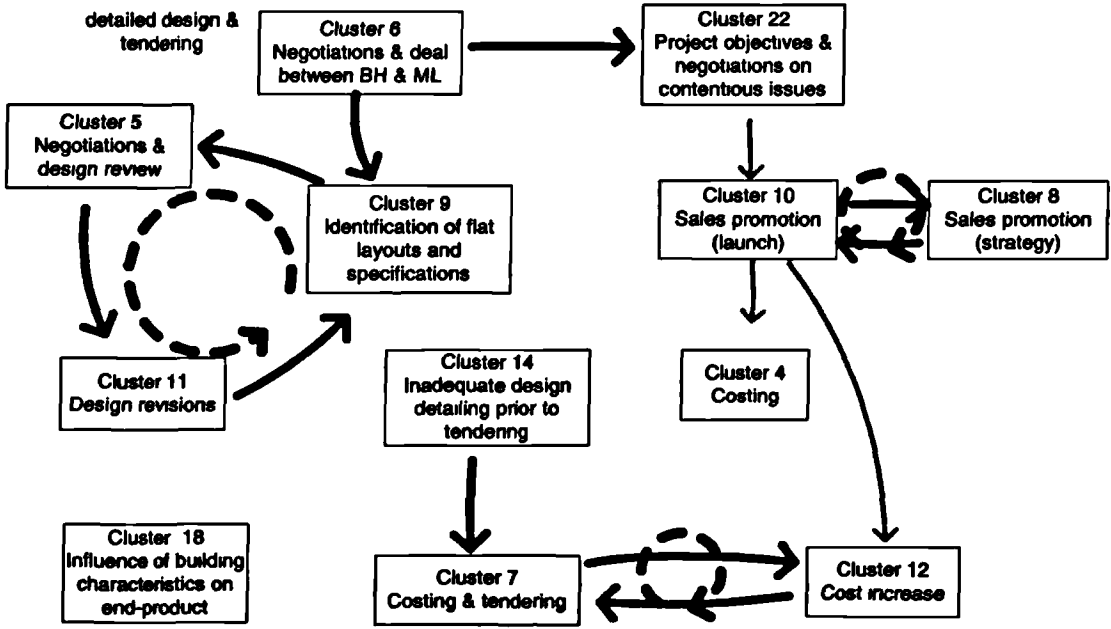 detailed design &
tendering
Cluster 6
Negotiations & deal
between BH & ML
Cluster 22
Project objectives &
negotiations on
contentious issues
Cluster 5
Negotiations &
design review
Cluster 9
Identification of flat
layouts and
specifications
Cluster 10
Sales promotion
(launch)
Cluster 8
Sales promotion
(strategy)
Cluster 11
Design revisions
Cluster 14
Inadequate design
detailing prior to
tendering
Cluster 4
Costing
Cluster 18
Influence of building
characteristics on
end-product
Cluster 7
Costing & tendering
Cluster 12
Cost increase